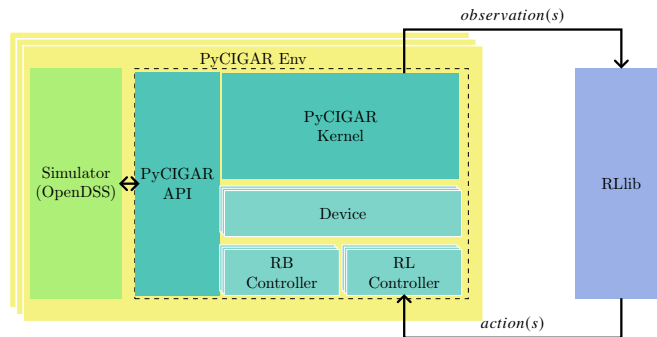 observation(s)
PyCIGAR Env
PyCIGAR
Kernel
Simulator
(OpenDSS)
PyCIGAR
API
RLlib
Device
RB
Controller
RL
Controller
action(s)